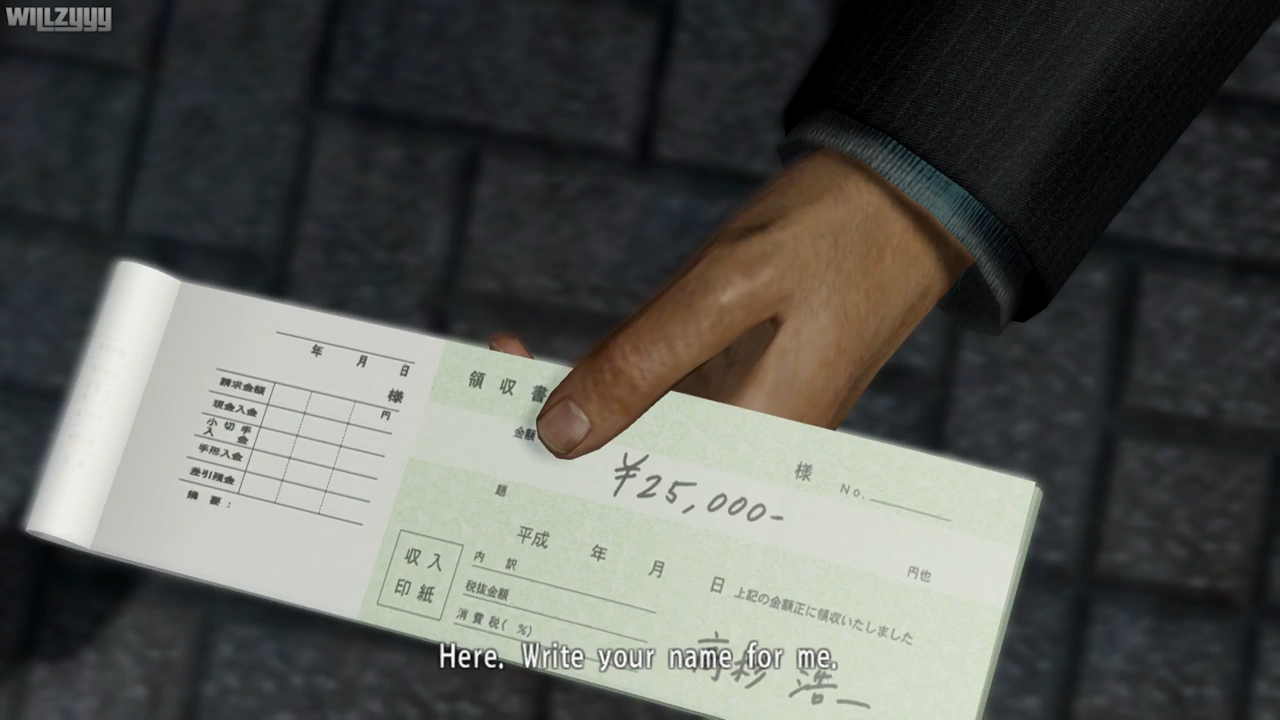 WILLZYYY
年 月 日
様
円
請求金額
現金入金
小切手
入 金
手形入金
差引残金
摘 要 :
領 収 書
様 No.
金額
¥25,000-
円也
平成 年 月 日 上記の金額正に領収いたしました
収 入
印 紙
内 訳
税抜金額
消 費 税 ( %)
高杉 浩一
Here. Write your name for me.